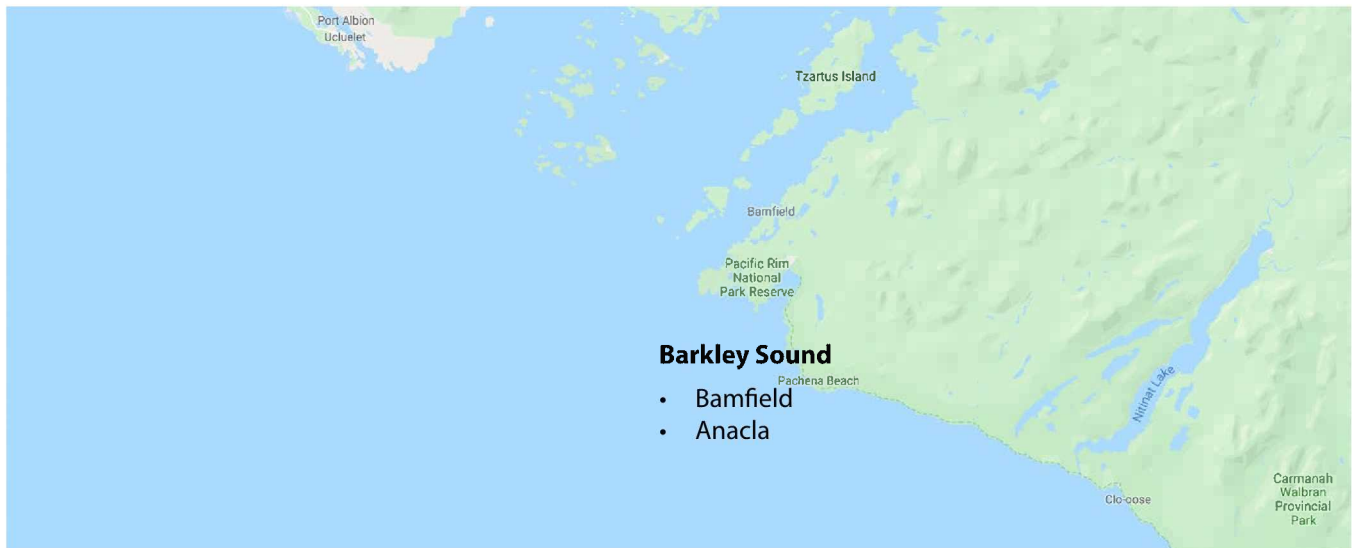 Port Albion
Ucluelet
Tzartus Island
Bamfield
Pacific Rim
National
Park Reserve
Barkley Sound
Pachena Beach
• Bamfield
• Anacla
Nitinat Lake
Carmanah
Walbran
Provincial
Park
Clo-oose